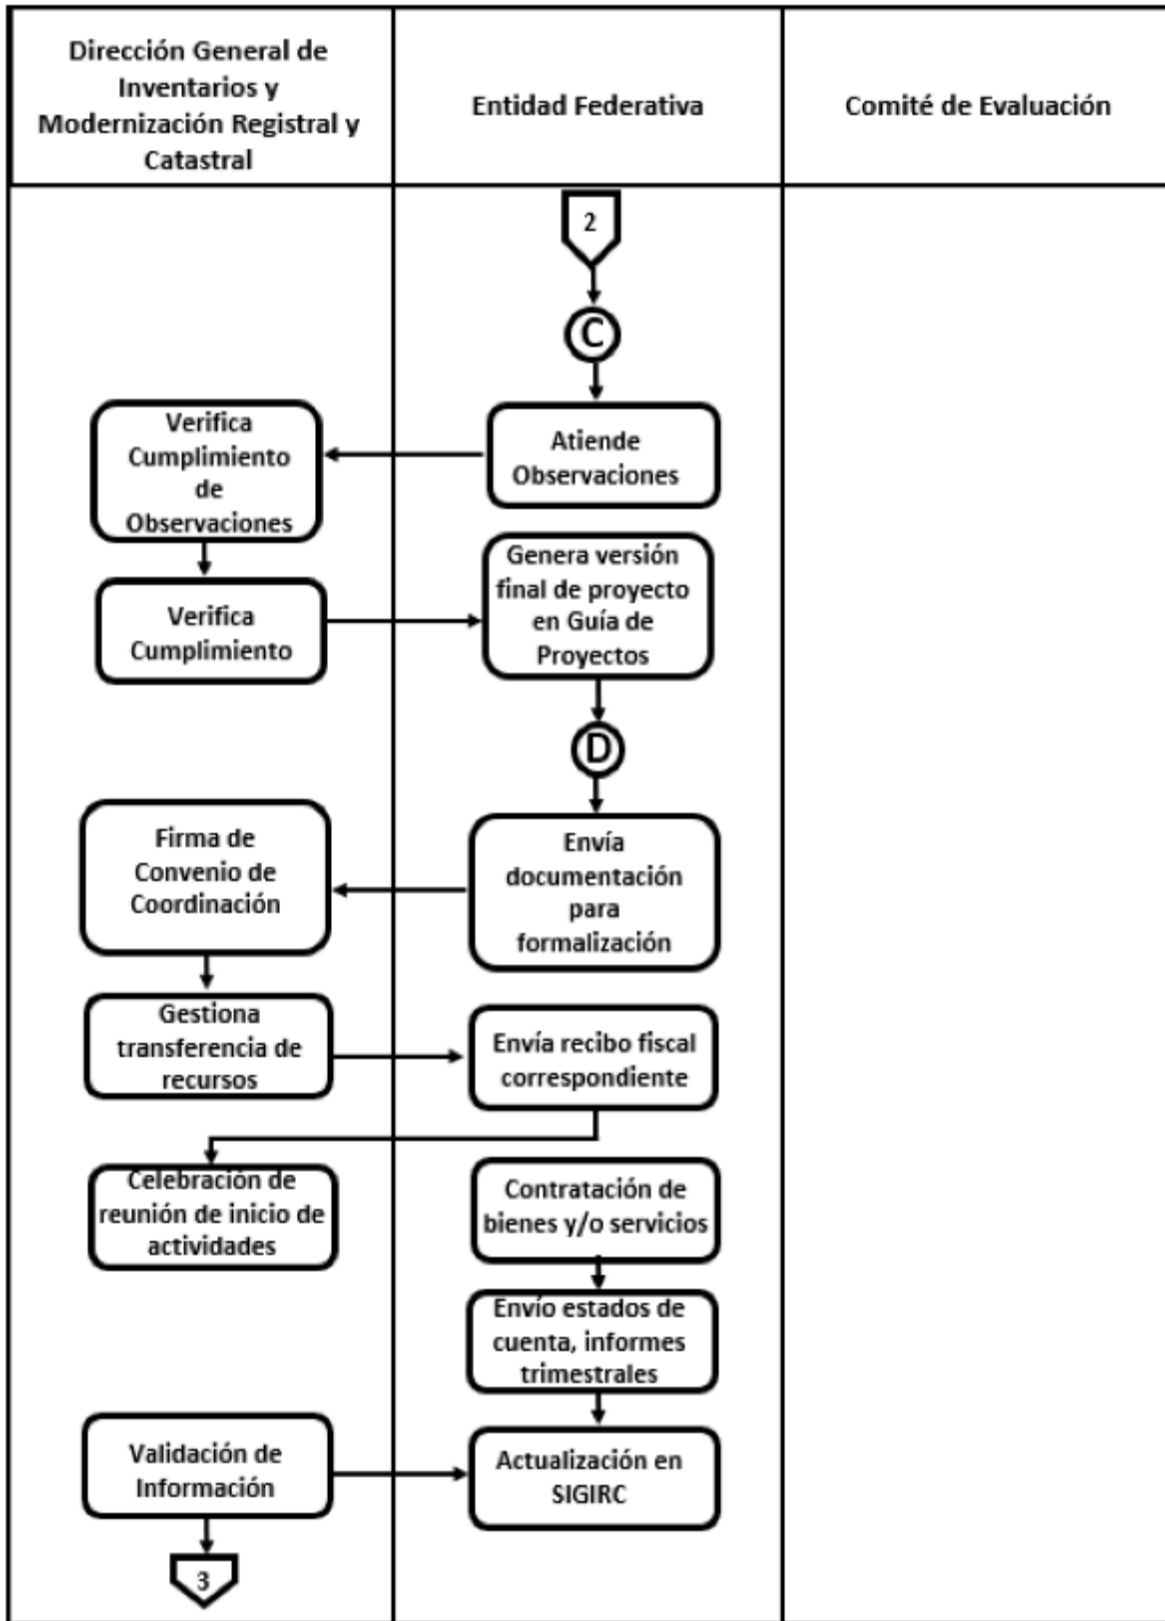 Dirección General de
Inventarios y
Modernización Registral y
Catastral
Entidad Federativa
Comité de Evaluación
2
C
Atiende
Observaciones
Verifica
Cumplimiento
de
Observaciones
Verifica
Cumplimiento
Genera versión
final de proyecto
en Guía de
Proyectos
D
Envía
documentación
para
formalización
Firma de
Convenio de
Coordinación
Gestiona
transferencia de
recursos
Envía recibo fiscal
correspondiente
Celebración de
reunión de inicio de
actividades
Contratación de
bienes y/o servicios
Envío estados de
cuenta, informes
trimestrales
Validación de
Información
Actualización en
SIGIRC
3